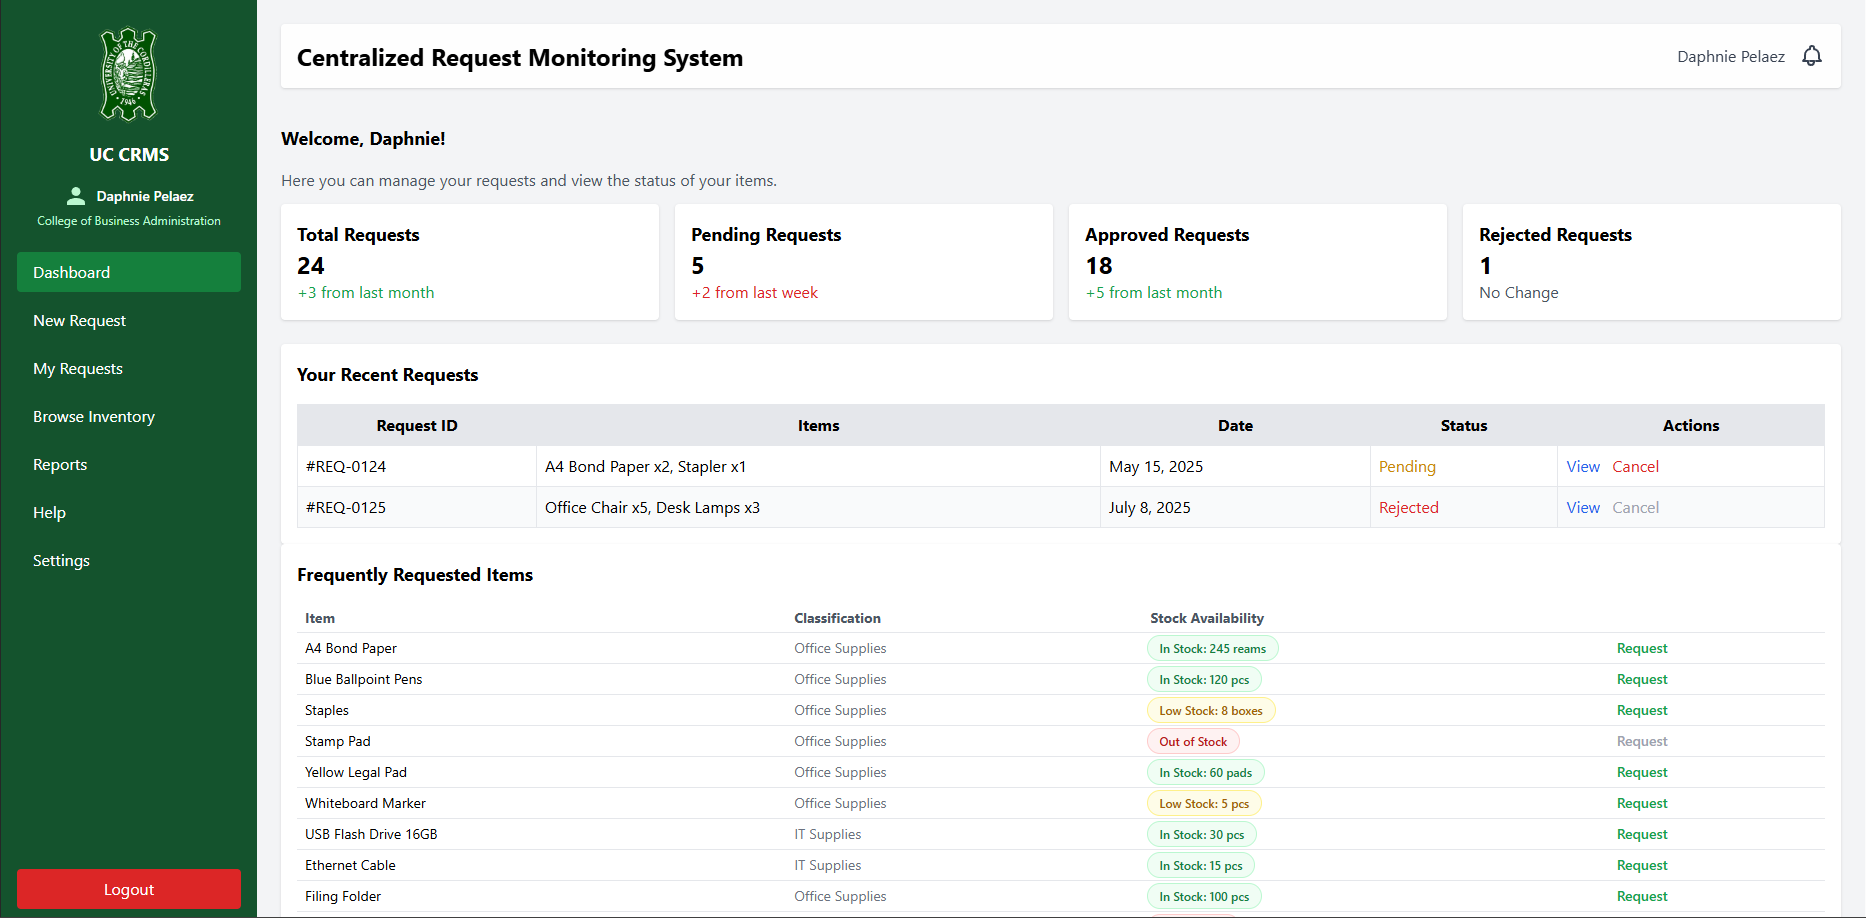 UNIVERSITY OF THE CORDILLERAS
1946
UC CRMS
Daphnie Pelaez
College of Business Administration
Dashboard
New Request
My Requests
Browse Inventory
Reports
Help
Settings
Logout
Centralized Request Monitoring System
Daphnie Pelaez
Welcome, Daphnie!
Here you can manage your requests and view the status of your items.
Total Requests
24
+3 from last month
Pending Requests
5
+2 from last week
Approved Requests
18
+5 from last month
Rejected Requests
1
No Change
Your Recent Requests
Request ID Items Date Status Actions
#REQ-0124 A4 Bond Paper x2, Stapler x1 May 15, 2025 Pending View Cancel
#REQ-0125 Office Chair x5, Desk Lamps x3 July 8, 2025 Rejected View Cancel
Frequently Requested Items
Item Classification Stock Availability
A4 Bond Paper Office Supplies In Stock: 245 reams Request
Blue Ballpoint Pens Office Supplies In Stock: 120 pcs Request
Staples Office Supplies Low Stock: 8 boxes Request
Stamp Pad Office Supplies Out of Stock Request
Yellow Legal Pad Office Supplies In Stock: 60 pads Request
Whiteboard Marker Office Supplies Low Stock: 5 pcs Request
USB Flash Drive 16GB IT Supplies In Stock: 30 pcs Request
Ethernet Cable IT Supplies In Stock: 15 pcs Request
Filing Folder Office Supplies In Stock: 100 pcs Request